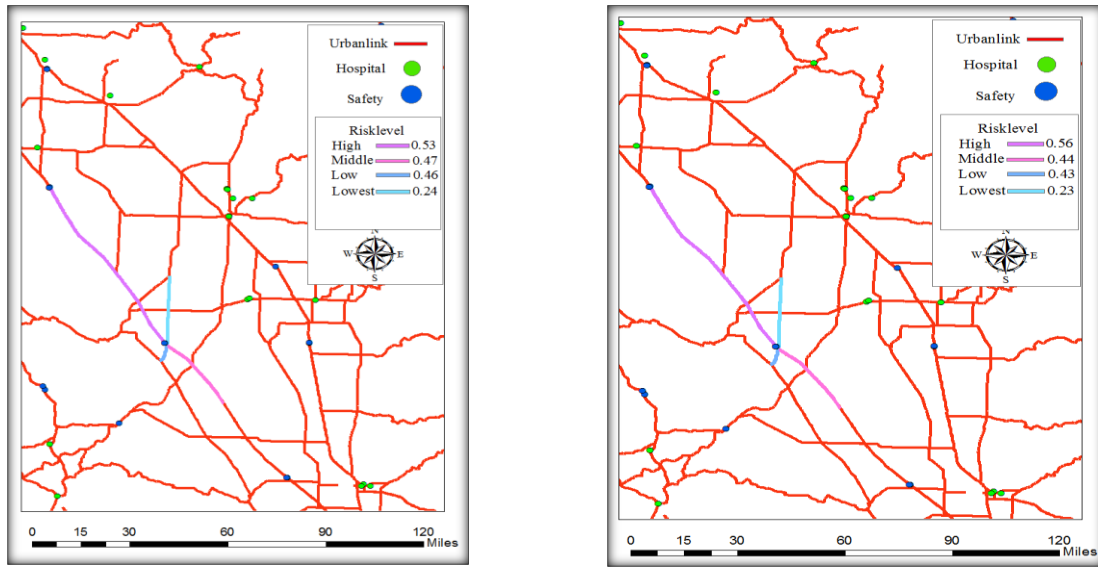 Urbanlink
Hospital
Safety
Risklevel
High 0.53
Middle 0.47
Low 0.46
Lowest 0.24
N
W E
S
0 15 30 60 90 120
Miles
Urbanlink
Hospital
Safety
Risklevel
High 0.56
Middle 0.44
Low 0.43
Lowest 0.23
N
W E
S
0 15 30 60 90 120
Miles